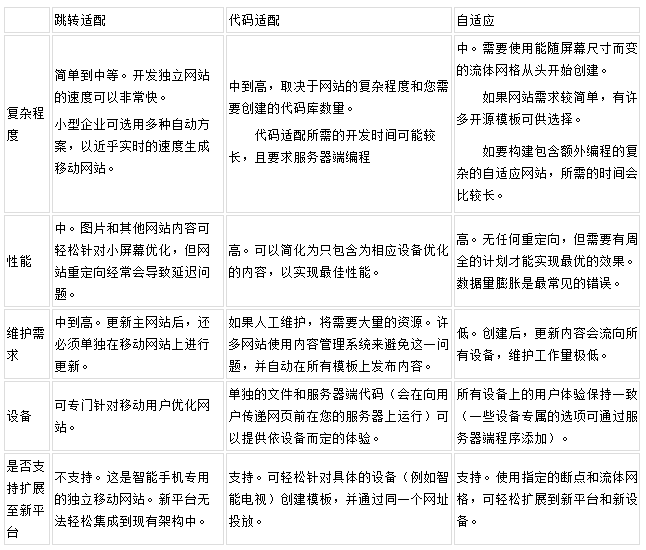 跳转适配
代码适配
自适应
复杂程
度
简单到中等。开发独立网站
的速度可以非常快。
小型企业可选用多种自动方
案，以近乎实时的速度生成
移动网站。
中到高，取决于网站的复杂程度和您需
要创建的代码库数量。
代码适配所需的开发时间可能较
长，且要求服务器端编程
中。需要使用能随屏幕尺寸而变
的流体网格从头开始创建。
如果网站需求较简单，有许
多开源模板可供选择。
如要构建包含额外编程的复
杂的自适应网站，所需的时间会
比较长。
性能
中。图片和其他网站内容可
轻松针对小屏幕优化，但网
站重定向经常会导致延迟问
题。
高。可以简化为只包含为相应设备优化
的内容，以实现最佳性能。
高。无任何重定向，但需要有周
全的计划才能实现最优的效果。
数据量膨胀是最常见的错误。
维护需
求
中到高。更新主网站后，还
必须单独在移动网站上进行
更新。
如果人工维护，将需要大量的资源。许
多网站使用内容管理系统来避免这一问
题，并自动在所有模板上发布内容。
低。创建后，更新内容会流向所
有设备，维护工作量极低。
设备
可专门针对移动用户优化网
站。
单独的文件和服务器端代码（会在向用
户传递网页前在您的服务器上运行）可
以提供依设备而定的体验。
所有设备上的用户体验保持一致
（一些设备专属的选项可通过服
务器端程序添加）。
是否支
持扩展
至新平
台
不支持。这是智能手机专用
的独立移动网站。新平台无
法轻松集成到现有架构中。
支持。可轻松针对具体的设备（例如智
能电视）创建模板，并通过同一个网址
投放。
支持。使用指定的断点和流体网
格，可轻松扩展到新平台和新设
备。